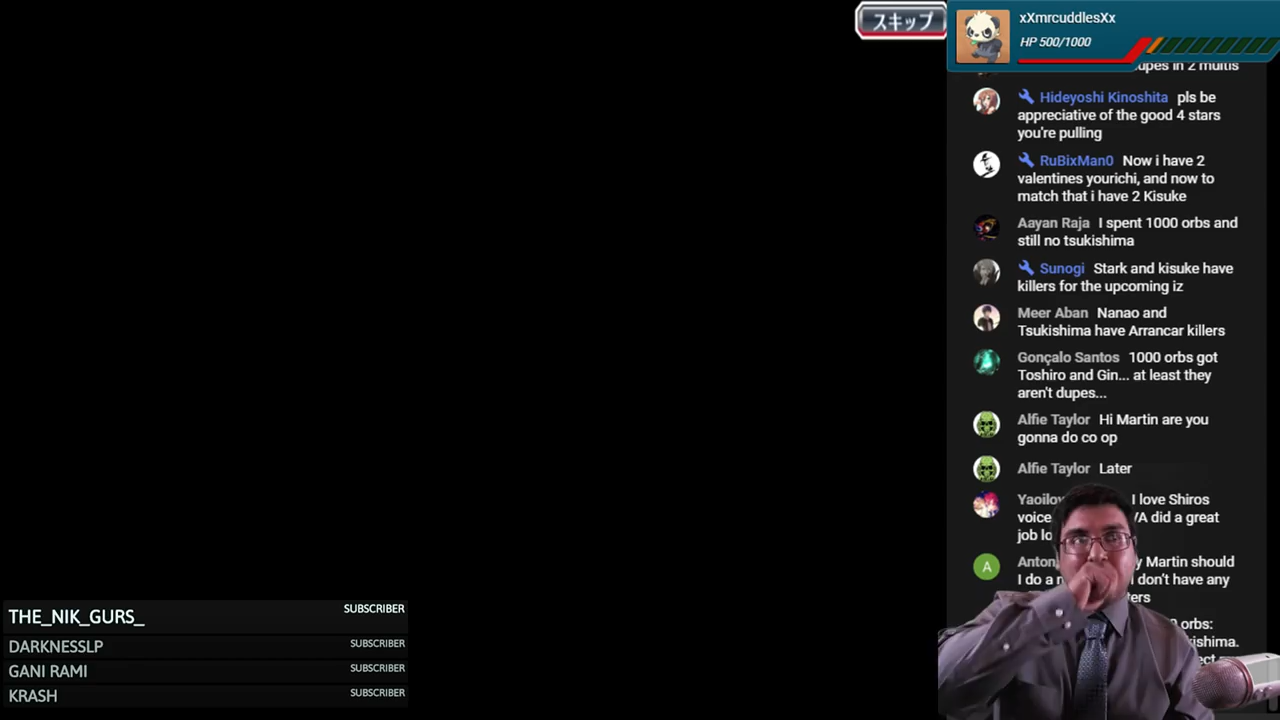 スキップ
xXmrcuddlesXx
HP 500/1000
in 2 multis
Hideyoshi Kinoshita pls be
appreciative of the good 4 stars
you're pulling
RuBixMan0 Now i have 2
valentines yourichi, and now to
match that i have 2 Kisuke
Aayan Raja I spent 1000 orbs and
still no tsukishima
Sunogi Stark and kisuke have
killers for the upcoming iz
Meer Aban Nanao and
Tsukishima have Arrancar killers
Gonçalo Santos 1000 orbs got
Toshiro and Gin... at least they
aren't dupes...
Alfie Taylor Hi Martin are you
gonna do co op
Alfie Taylor Later
I love Shiros
voice VA did a great
job
A
Martin should
I do a I don't have any
orbs:
THE_NIK_GURS_ SUBSCRIBER
DARKNESSLP SUBSCRIBER
GANI RAMI SUBSCRIBER
KRASH SUBSCRIBER